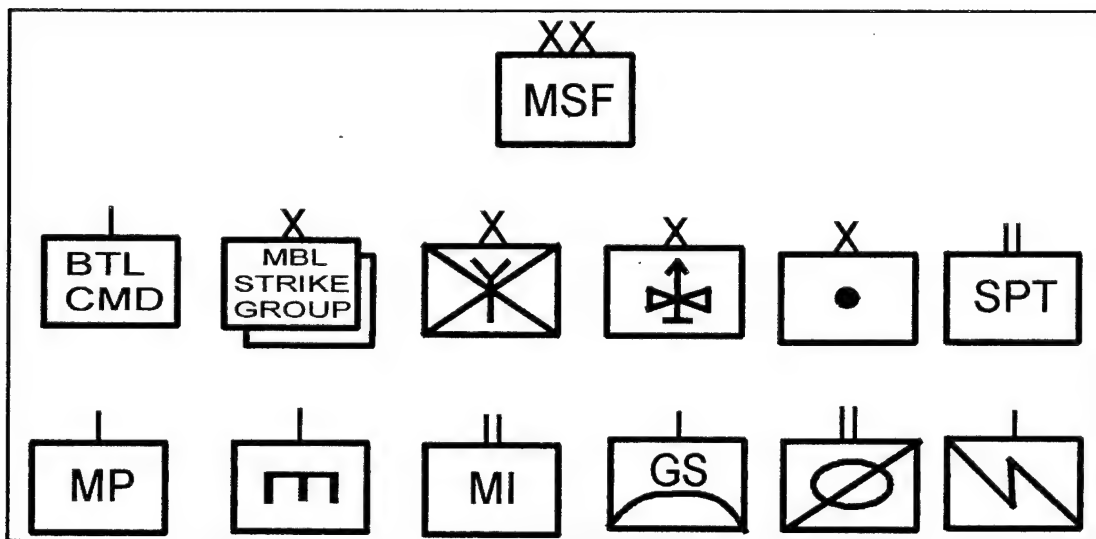 XX
MSF
I
BTL
CMD
X
MBL
STRIKE
GROUP
X
X
X
II
SPT
I
MP
I
II
MI
I
GS
II
I